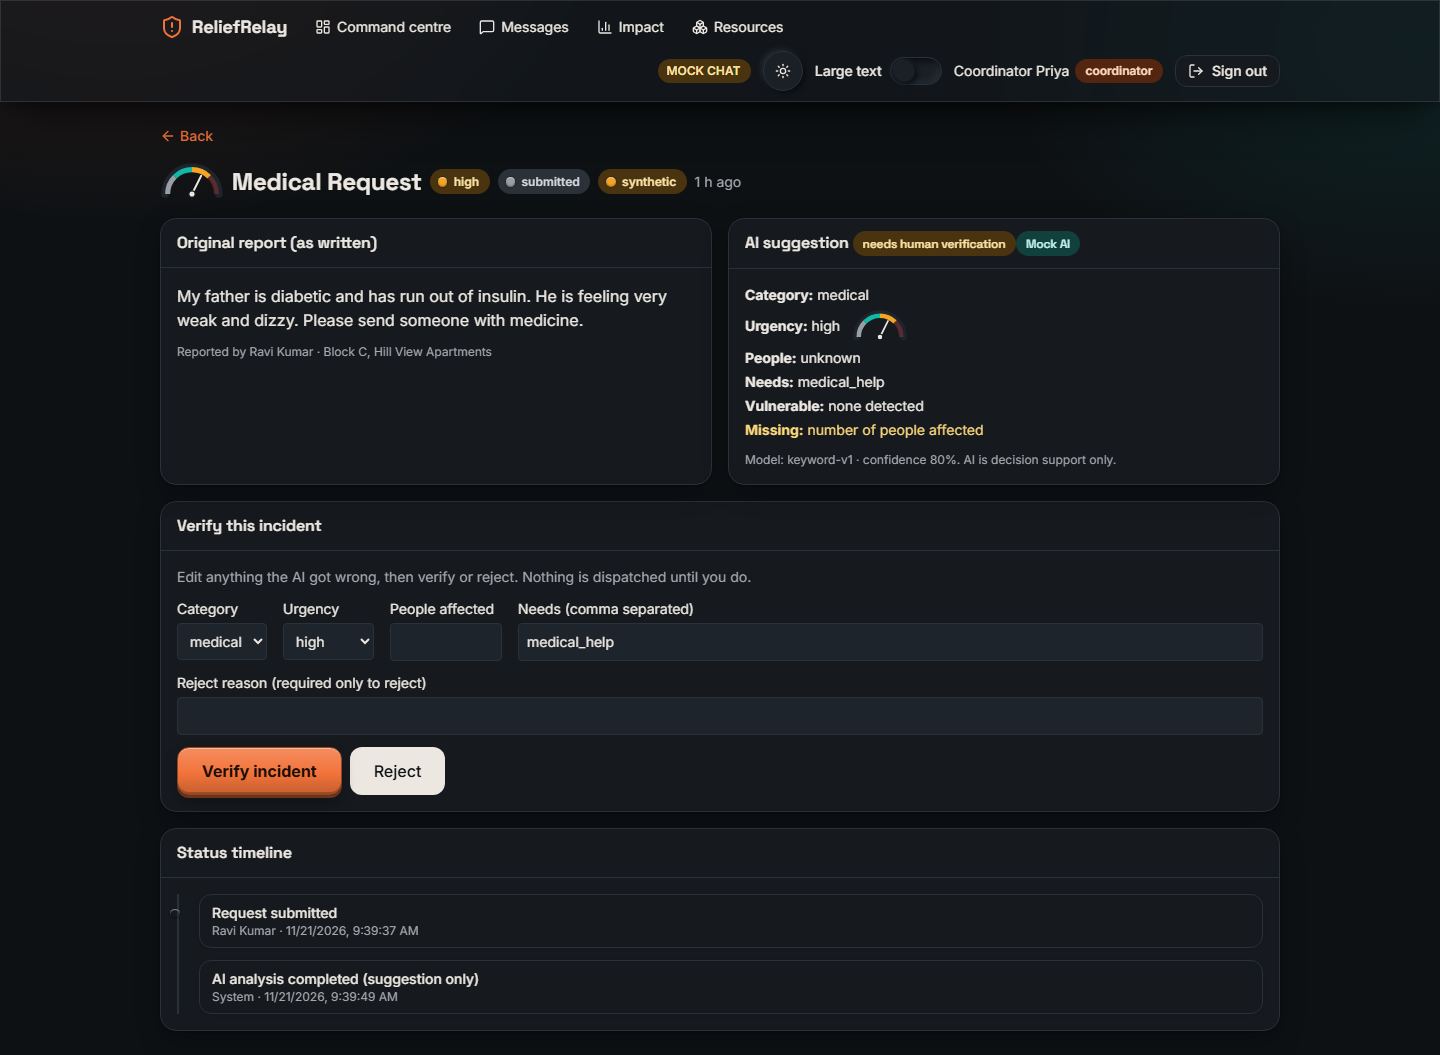 ReliefRelay Command centre Messages Impact Resources
MOCK CHAT Large text Coordinator Priya coordinator Sign out
Back
Medical Request high submitted synthetic 1 h ago
Original report (as written)
My father is diabetic and has run out of insulin. He is feeling very
weak and dizzy. Please send someone with medicine.
Reported by Ravi Kumar · Block C, Hill View Apartments
AI suggestion needs human verification Mock AI
Category: medical
Urgency: high
People: unknown
Needs: medical_help
Vulnerable: none detected
Missing: number of people affected
Model: keyword-v1 · confidence 80%. AI is decision support only.
Verify this incident
Edit anything the AI got wrong, then verify or reject. Nothing is dispatched until you do.
Category Urgency People affected Needs (comma separated)
medical high medical_help
Reject reason (required only to reject)
Verify incident Reject
Status timeline
Request submitted
Ravi Kumar · 11/21/2026, 9:39:37 AM
AI analysis completed (suggestion only)
System · 11/21/2026, 9:39:49 AM